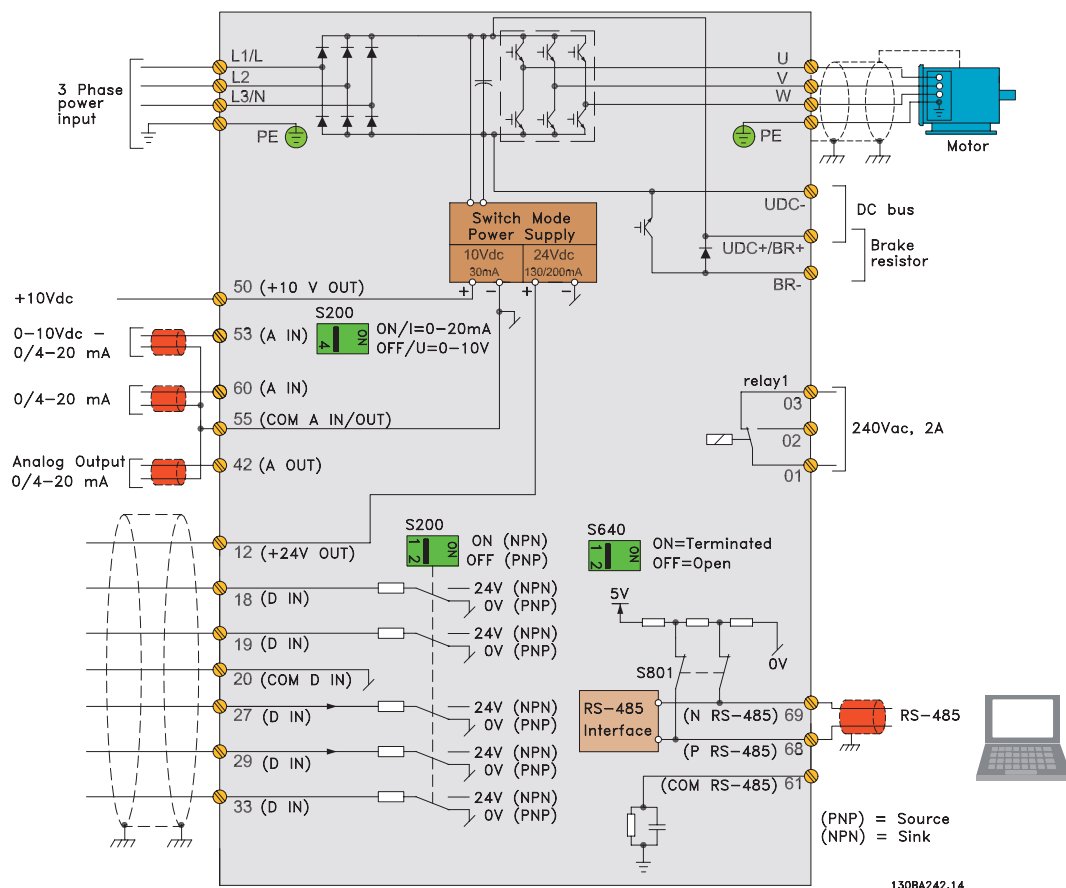 3 Phase
power
input
L1/L
L2
L3/N
PE
U
V
W
PE
Motor
UDC-
DC bus
UDC+/BR+
Brake
resistor
BR-
Switch Mode
Power Supply
10Vdc
30mA
24Vdc
130/200mA
+ − + −
+10Vdc
50 (+10 V OUT)
0−10Vdc −
0/4−20 mA
53 (A IN)
S200
ON
4
ON/I=0−20mA
OFF/U=0−10V
0/4−20 mA
60 (A IN)
55 (COM A IN/OUT)
Analog Output
0/4−20 mA
42 (A OUT)
relay1
03
02
01
240Vac, 2A
12 (+24V OUT)
S200
ON
1 2
ON (NPN)
OFF (PNP)
S640
ON
1 2
ON=Terminated
OFF=Open
18 (D IN)
24V (NPN)
0V (PNP)
19 (D IN)
24V (NPN)
0V (PNP)
20 (COM D IN)
27 (D IN)
24V (NPN)
0V (PNP)
29 (D IN)
24V (NPN)
0V (PNP)
33 (D IN)
24V (NPN)
0V (PNP)
5V
0V
S801
RS−485
Interface
(N RS−485) 69
(P RS−485) 68
(COM RS−485) 61
RS−485
(PNP) = Source
(NPN) = Sink
130BA242.14